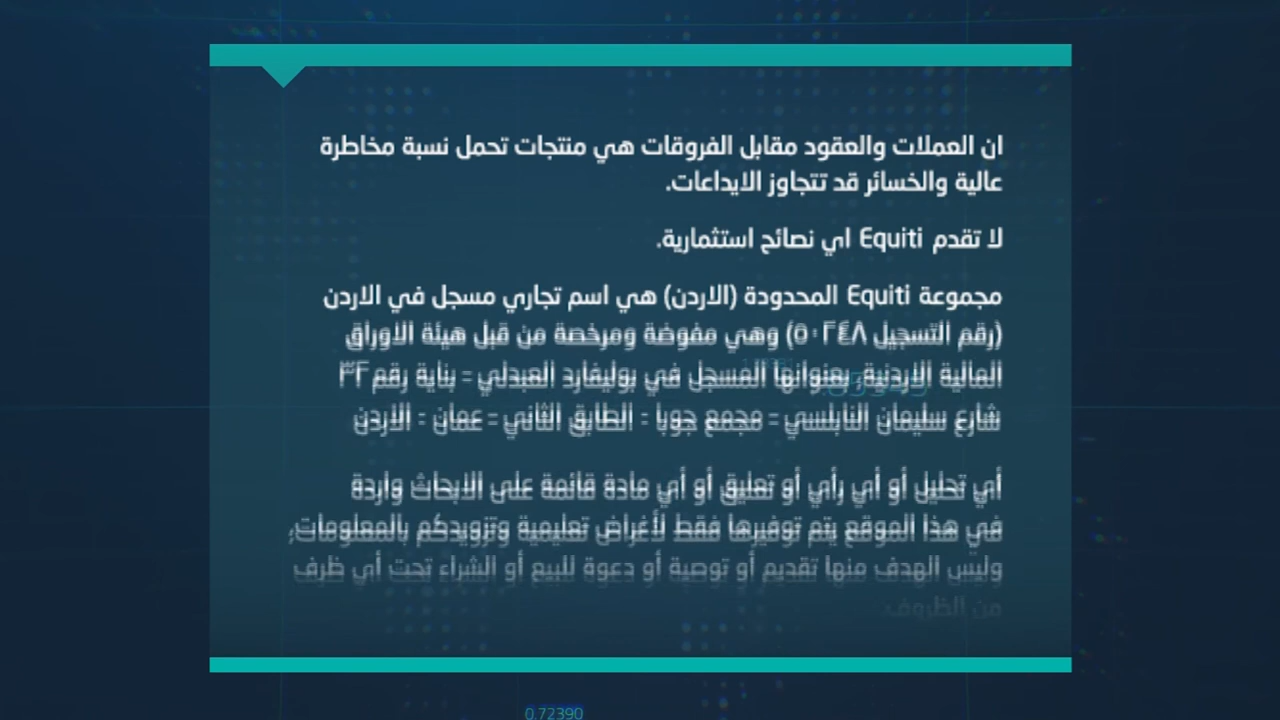 ان العملات والعقود مقابل الفروقات هي منتجات تحمل نسبة مخاطرة
عالية والخسائر قد تتجاوز الايداعات.
لا تقدم Equiti اي نصائح استثمارية.
مجموعة Equiti المحدودة (الاردن) هي اسم تجاري مسجل في الاردن
(رقم التسجيل ٥٠٢٤٨) وهي مفوضة ومرخصة من قبل هيئة الاوراق
المالية الاردنية, بعنوانها المسجل في بوليفارد العبدلي - بناية رقم ٣٢
شارع سليمان النابلسي - مجمع جوبا - الطابق الثاني - عمان - الاردن
أي تحليل أو أي رأي أو تعليق أو أي مادة قائمة على الابحاث واردة
في هذا الموقع يتم توفيرها فقط لأغراض تعليمية وتزويدكم بالمعلومات,
وليس الهدف منها تقديم أو توصية أو دعوة للبيع أو الشراء تحت أي ظرف
من الظروف.
0.72390